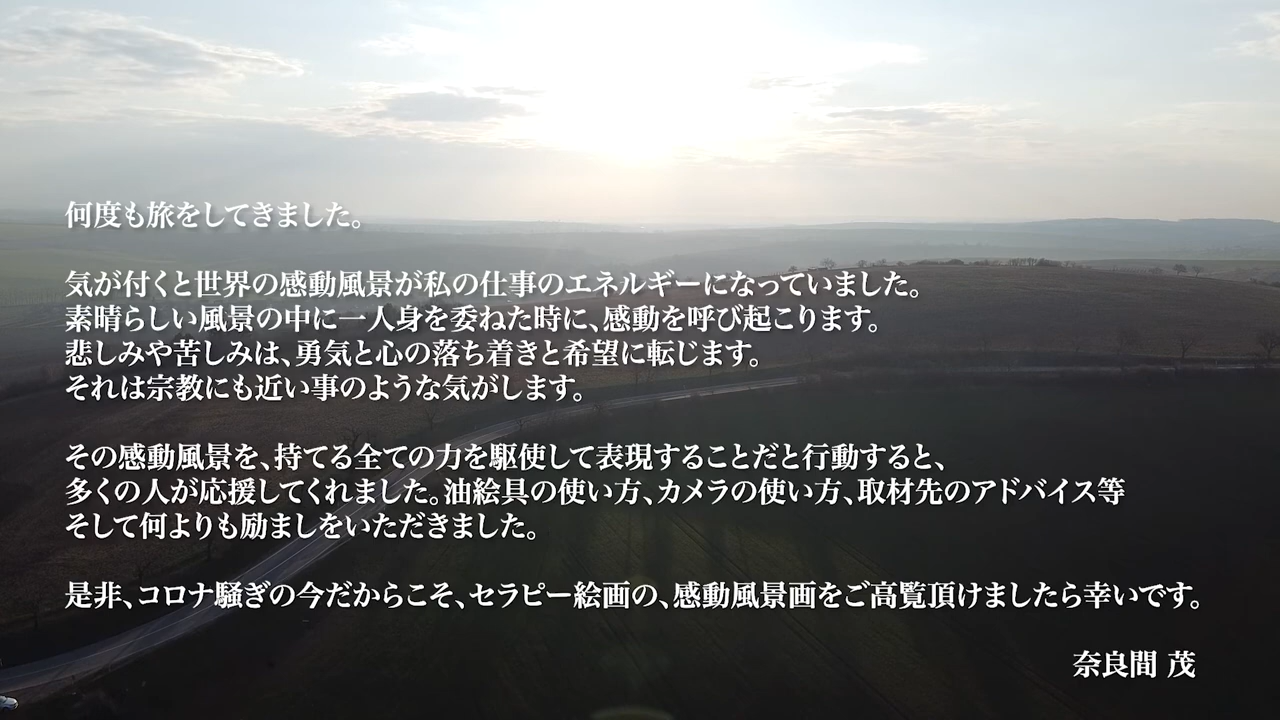 何度も旅をしてきました。
気が付くと世界の感動風景が私の仕事のエネルギーになっていました。
素晴らしい風景の中に一人身を委ねた時に、感動を呼び起こります。
悲しみや苦しみは、勇気と心の落ち着きと希望に転じます。
それは宗教にも近い事のような気がします。
その感動風景を、持てる全ての力を駆使して表現することだと行動すると、
多くの人が応援してくれました。油絵具の使い方、カメラの使い方、取材先のアドバイス等
そして何よりも励ましをいただきました。
是非、コロナ騒ぎの今だからこそ、セラピー絵画の、感動風景画をご高覧頂けましたら幸いです。
奈良間 茂